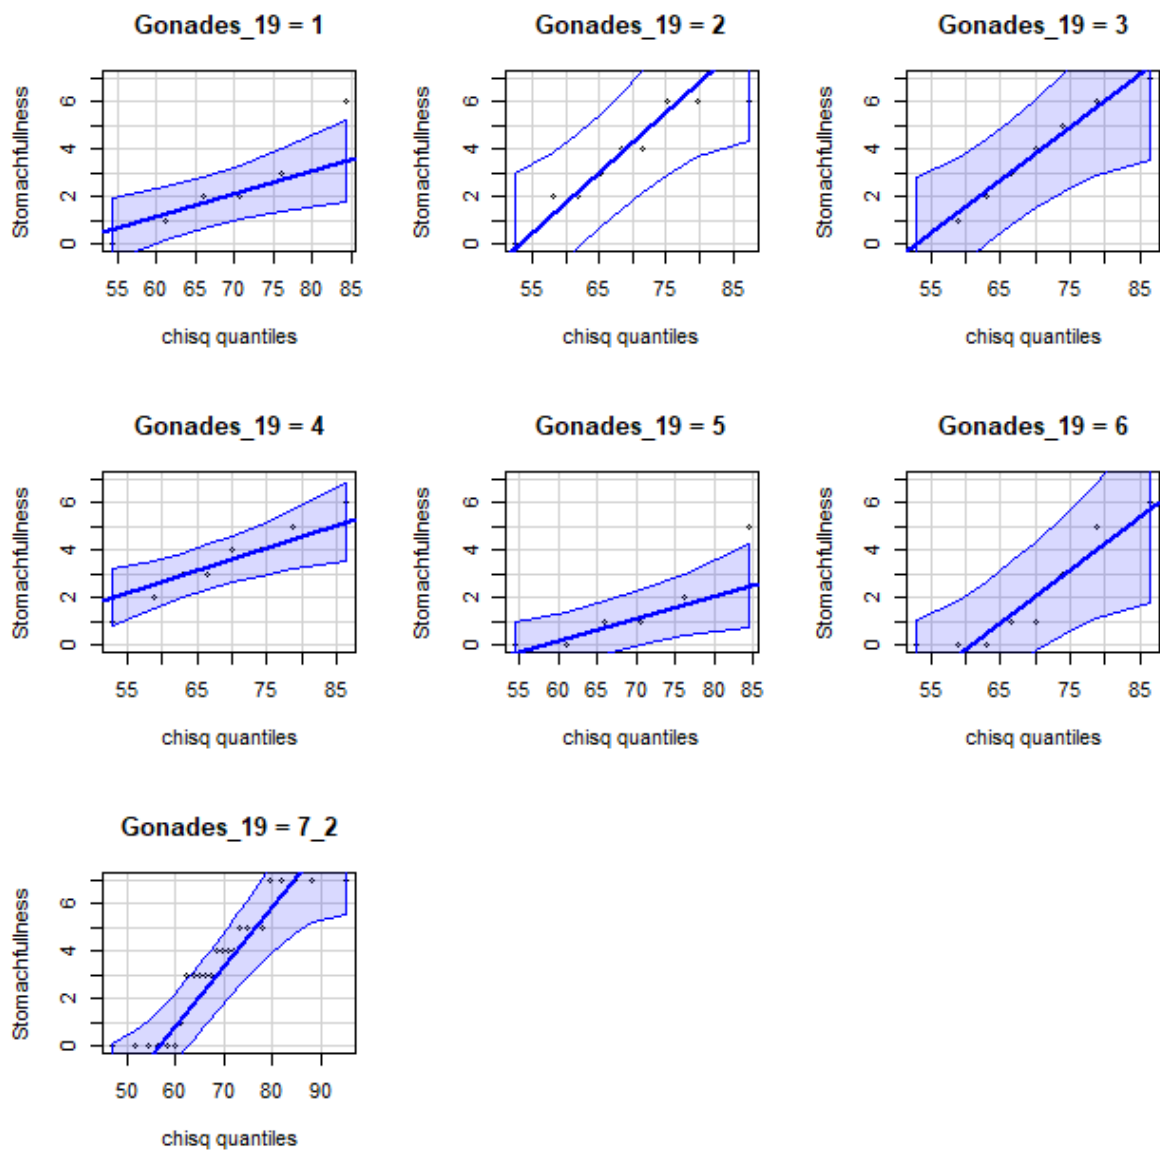 Gonades_19 = 1
Stomachfullness
6
4
2
0
55 60 65 70 75 80 85
chisq quantiles
Gonades_19 = 2
Stomachfullness
6
4
2
0
55 65 75 85
chisq quantiles
Gonades_19 = 3
Stomachfullness
6
4
2
0
55 65 75 85
chisq quantiles
Gonades_19 = 4
Stomachfullness
6
4
2
0
55 65 75 85
chisq quantiles
Gonades_19 = 5
Stomachfullness
6
4
2
0
55 60 65 70 75 80 85
chisq quantiles
Gonades_19 = 6
Stomachfullness
6
4
2
0
55 65 75 85
chisq quantiles
Gonades_19 = 7_2
Stomachfullness
6
4
2
0
50 60 70 80 90
chisq quantiles